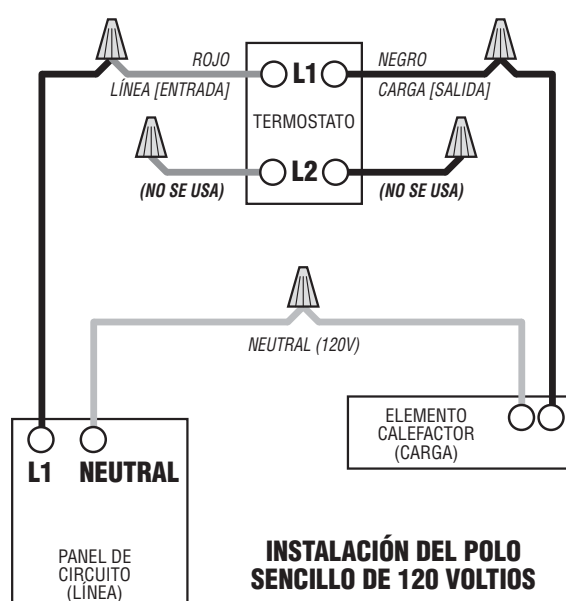 ROJO
LÍNEA [ENTRADA]
L1
NEGRO
CARGA [SALIDA]
TERMOSTATO
L2
(NO SE USA)
(NO SE USA)
NEUTRAL (120V)
ELEMENTO
CALEFACTOR
(CARGA)
L1
NEUTRAL
PANEL DE
CIRCUITO
(LÍNEA)
INSTALACIÓN DEL POLO
SENCILLO DE 120 VOLTIOS